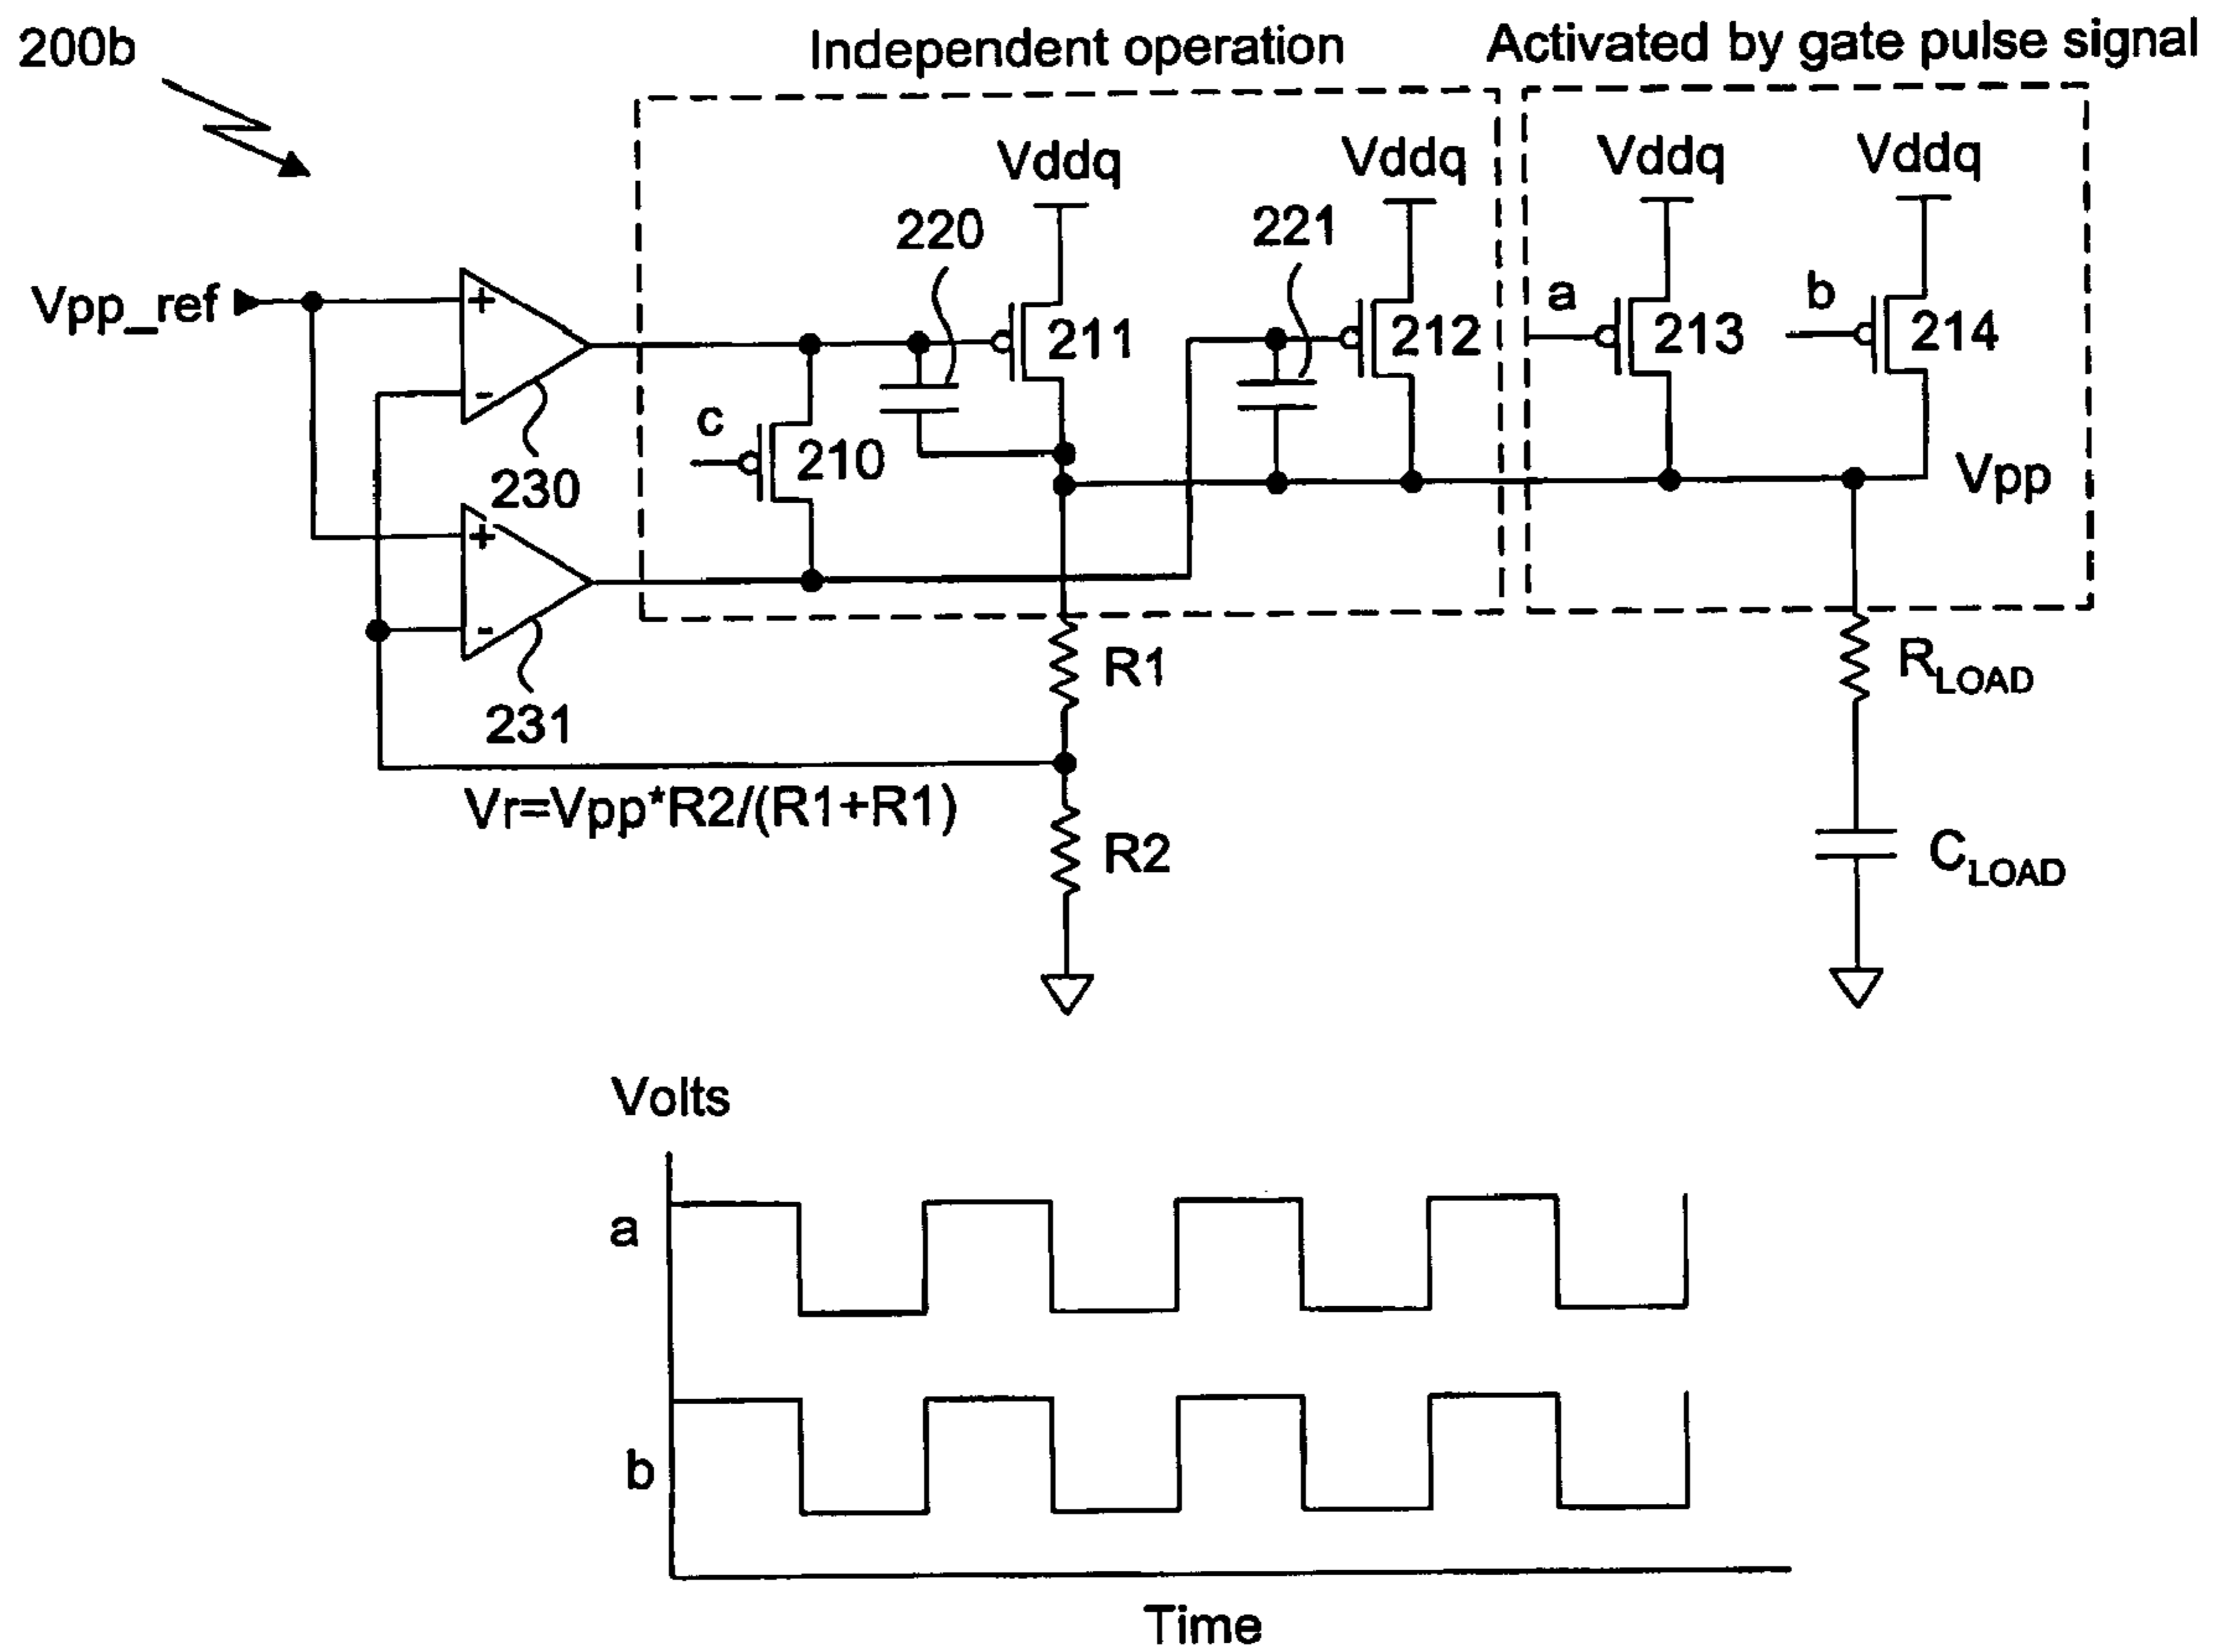 200b
Independent operation
Activated by gate pulse signal
Vddq
Vddq
Vddq
Vddq
220
221
Vpp_ref
+
-
230
211
212
a
213
b
214
c
210
Vpp
+
-
231
R1
RLOAD
Vr=Vpp*R2/(R1+R1)
R2
CLOAD
Volts
a
b
Time